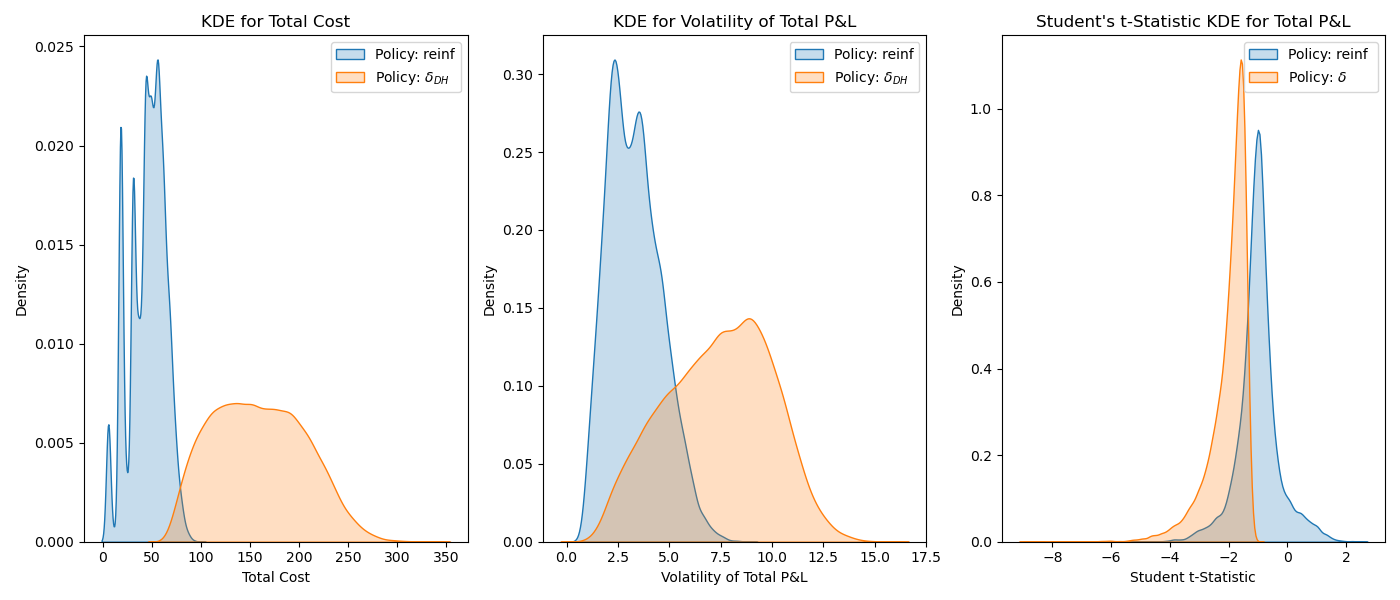 KDE for Total Cost
Density
0.025
0.020
0.015
0.010
0.005
0.000
Policy: reinf
Policy: δ_DH
0 50 100 150 200 250 300 350
Total Cost
KDE for Volatility of Total P&L
Density
0.30
0.25
0.20
0.15
0.10
0.05
0.00
Policy: reinf
Policy: δ_DH
0.0 2.5 5.0 7.5 10.0 12.5 15.0 17.5
Volatility of Total P&L
Student's t-Statistic KDE for Total P&L
Density
1.0
0.8
0.6
0.4
0.2
0.0
Policy: reinf
Policy: δ
−8 −6 −4 −2 0 2
Student t-Statistic